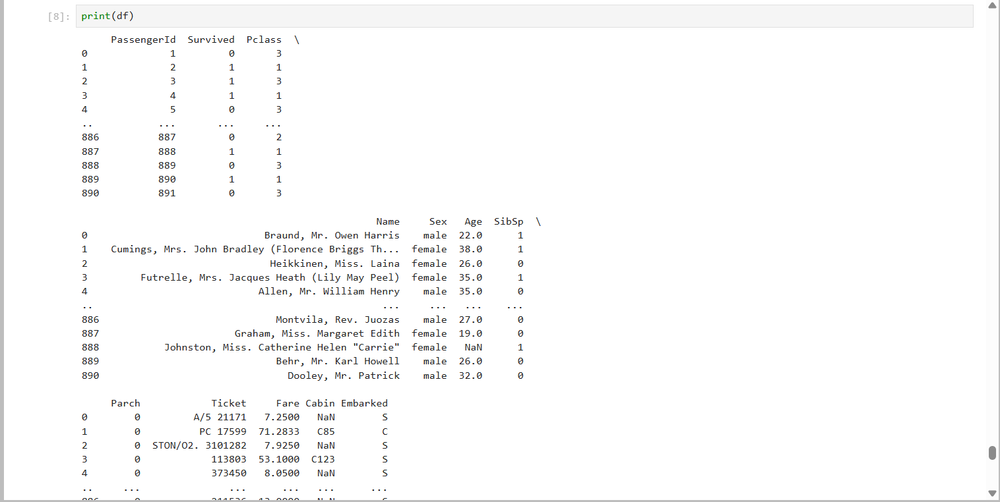 [8]: print(df)
PassengerId Survived Pclass \
0 1 0 3
1 2 1 1
2 3 1 3
3 4 1 1
4 5 0 3
.. ... ... ...
886 887 0 2
887 888 1 1
888 889 0 3
889 890 1 1
890 891 0 3
Name Sex Age SibSp \
0 Braund, Mr. Owen Harris male 22.0 1
1 Cumings, Mrs. John Bradley (Florence Briggs Th... female 38.0 1
2 Heikkinen, Miss. Laina female 26.0 0
3 Futrelle, Mrs. Jacques Heath (Lily May Peel) female 35.0 1
4 Allen, Mr. William Henry male 35.0 0
.. ... ... ... ...
886 Montvila, Rev. Juozas male 27.0 0
887 Graham, Miss. Margaret Edith female 19.0 0
888 Johnston, Miss. Catherine Helen "Carrie" female NaN 1
889 Behr, Mr. Karl Howell male 26.0 0
890 Dooley, Mr. Patrick male 32.0 0
Parch Ticket Fare Cabin Embarked
0 0 A/5 21171 7.2500 NaN S
1 0 PC 17599 71.2833 C85 C
2 0 STON/O2. 3101282 7.9250 NaN S
3 0 113803 53.1000 C123 S
4 0 373450 8.0500 NaN S
.. ... ... ... ... ...